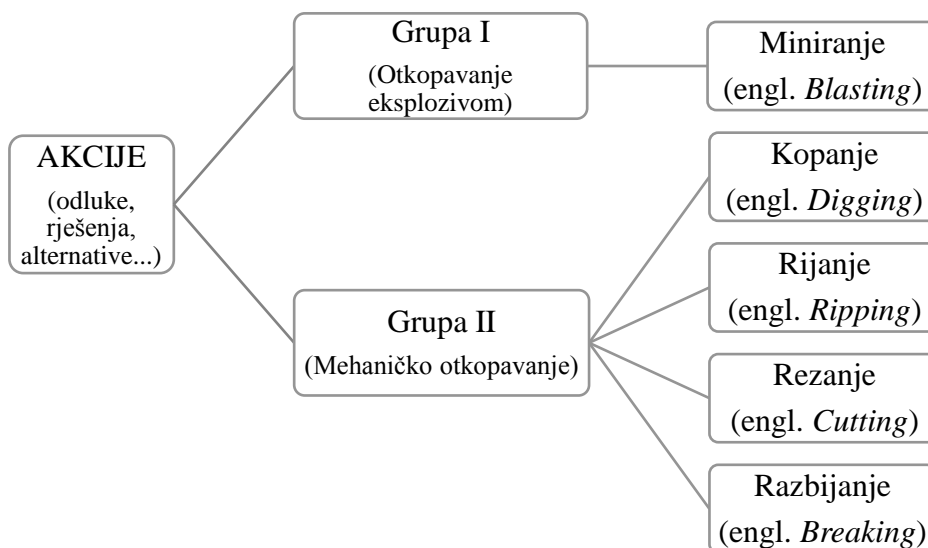 AKCIJE
(odluke,
rješenja,
alternative...)
Grupa I
(Otkopavanje
eksplozivom)
Grupa II
(Mehaničko otkopavanje)
Miniranje
(engl. Blasting)
Kopanje
(engl. Digging)
Rijanje
(engl. Ripping)
Rezanje
(engl. Cutting)
Razbijanje
(engl. Breaking)